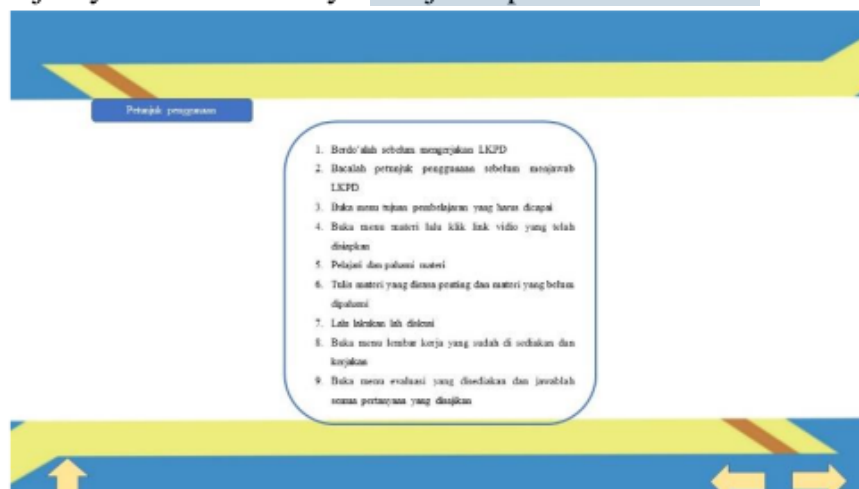 Petunjuk penggunaan
1. Berdo'alah sebelum mengerjakan LKPD
2. Bacalah petunjuk penggunaan sebelum menjawab
LKPD
3. Buka menu tujuan pembelajaran yang harus dicapai
4. Buka menu materi lalu klik link vidio yang telah
disiapkan
5. Pelajari dan pahami materi
6. Tulis materi yang dirasa penting dan materi yang belum
dipahami
7. Lalu lakukan lah diskusi
8. Buka menu lembar kerja yang sudah di sediakan dan
kerjakan
9. Buka menu evaluasi yang disediakan dan jawablah
semua pertanyaan yang disajikan